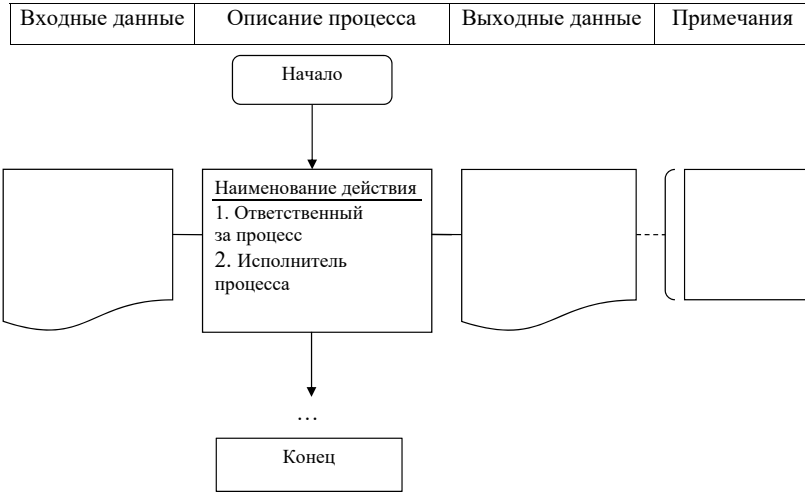 Входные данные
Описание процесса
Выходные данные
Примечания
Начало
Наименование действия
1. Ответственный
за процесс
2. Исполнитель
процесса
…
Конец